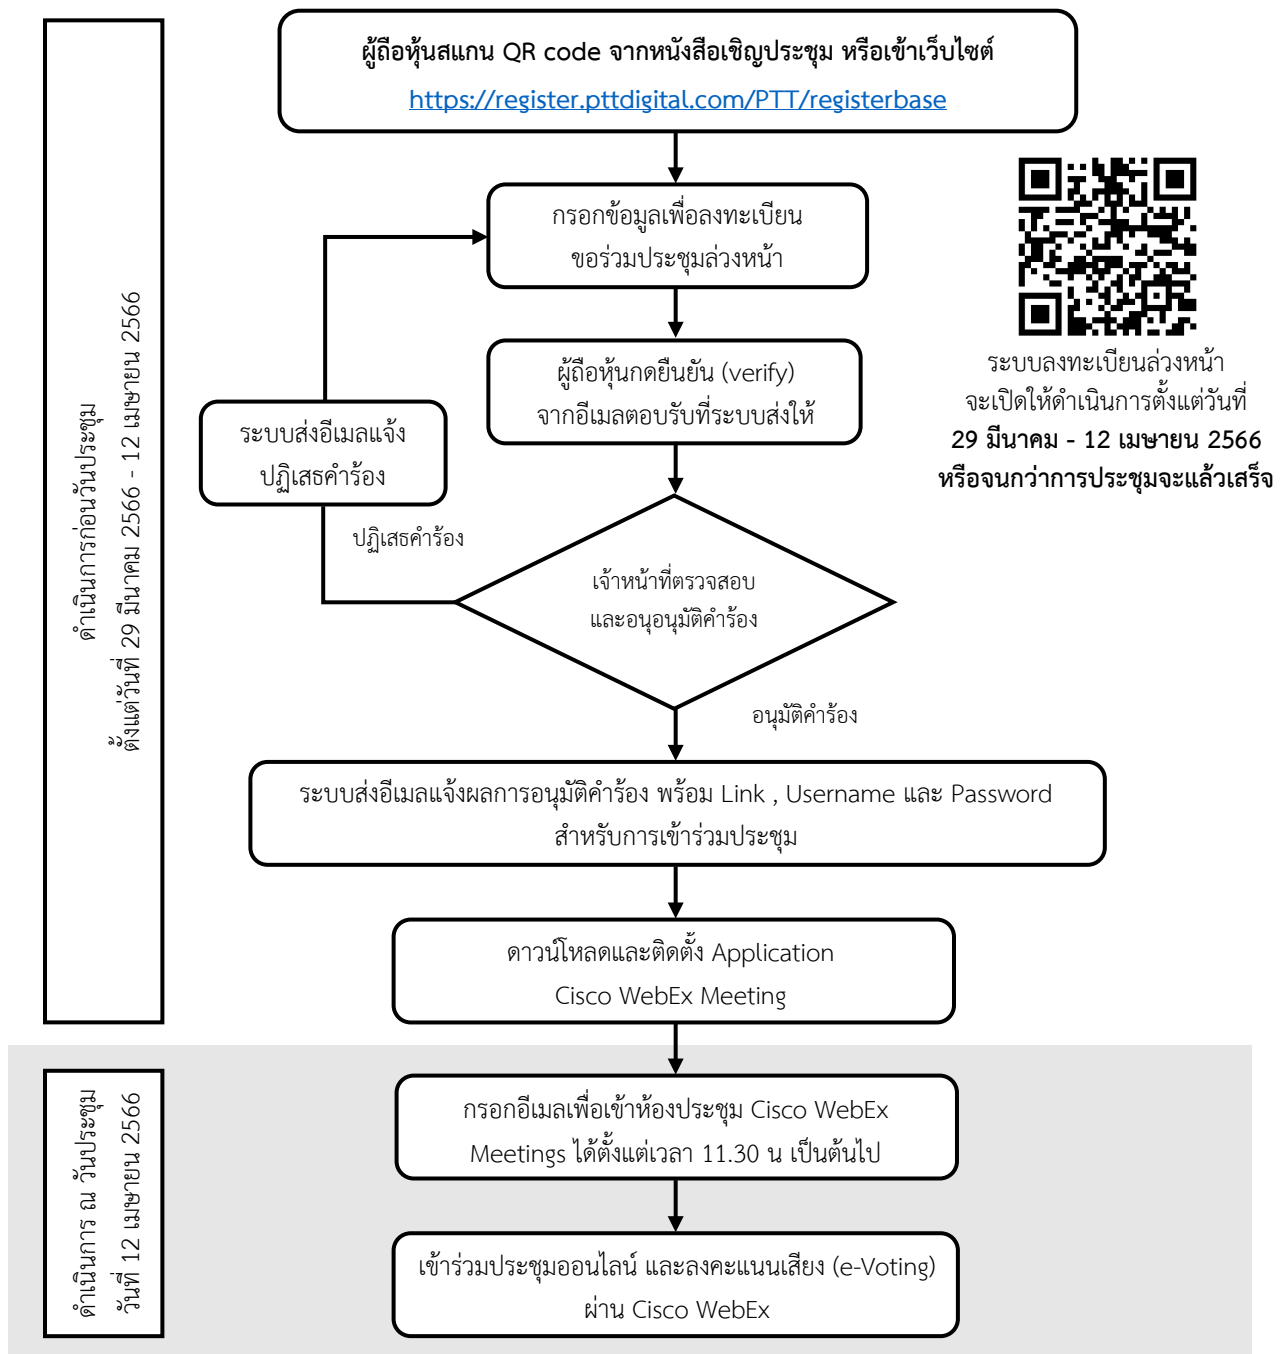 ผู้ถือหุ้นสแกน QR code จากหนังสือเชิญประชุม หรือเข้าเว็บไซต์
https://register.pttdigital.com/PTT/registerbase
กรอกข้อมูลเพื่อลงทะเบียน
ขอร่วมประชุมล่วงหน้า
ผู้ถือหุ้นกดยืนยัน (verify)
จากอีเมลตอบรับที่ระบบส่งให้
ระบบส่งอีเมลแจ้ง
ปฏิเสธคำร้อง
ปฏิเสธคำร้อง
เจ้าหน้าที่ตรวจสอบ
และอนุอนุมัติคำร้อง
อนุมัติคำร้อง
ระบบลงทะเบียนล่วงหน้า
จะเปิดให้ดำเนินการตั้งแต่วันที่
29 มีนาคม - 12 เมษายน 2566
หรือจนกว่าการประชุมจะแล้วเสร็จ
ระบบส่งอีเมลแจ้งผลการอนุมัติคำร้อง พร้อม Link , Username และ Password
สำหรับการเข้าร่วมประชุม
ดาวน์โหลดและติดตั้ง Application
Cisco WebEx Meeting
ดำเนินการก่อนวันประชุม
ตั้งแต่วันที่ 29 มีนาคม 2566 - 12 เมษายน 2566
กรอกอีเมลเพื่อเข้าห้องประชุม Cisco WebEx
Meetings ได้ตั้งแต่เวลา 11.30 น เป็นต้นไป
เข้าร่วมประชุมออนไลน์ และลงคะแนนเสียง (e-Voting)
ผ่าน Cisco WebEx
ดำเนินการ ณ วันประชุม
วันที่ 12 เมษายน 2566